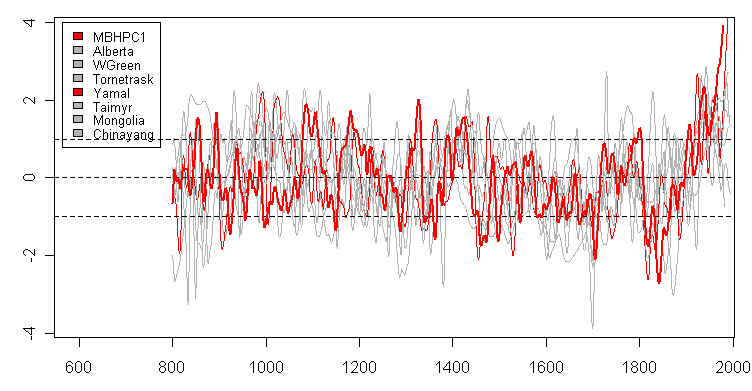 MBHPC1
Alberta
WGreen
Tornetrask
Yamal
Taimyr
Mongolia
Chinayang
4
2
0
-2
-4
600 800 1000 1200 1400 1600 1800 2000